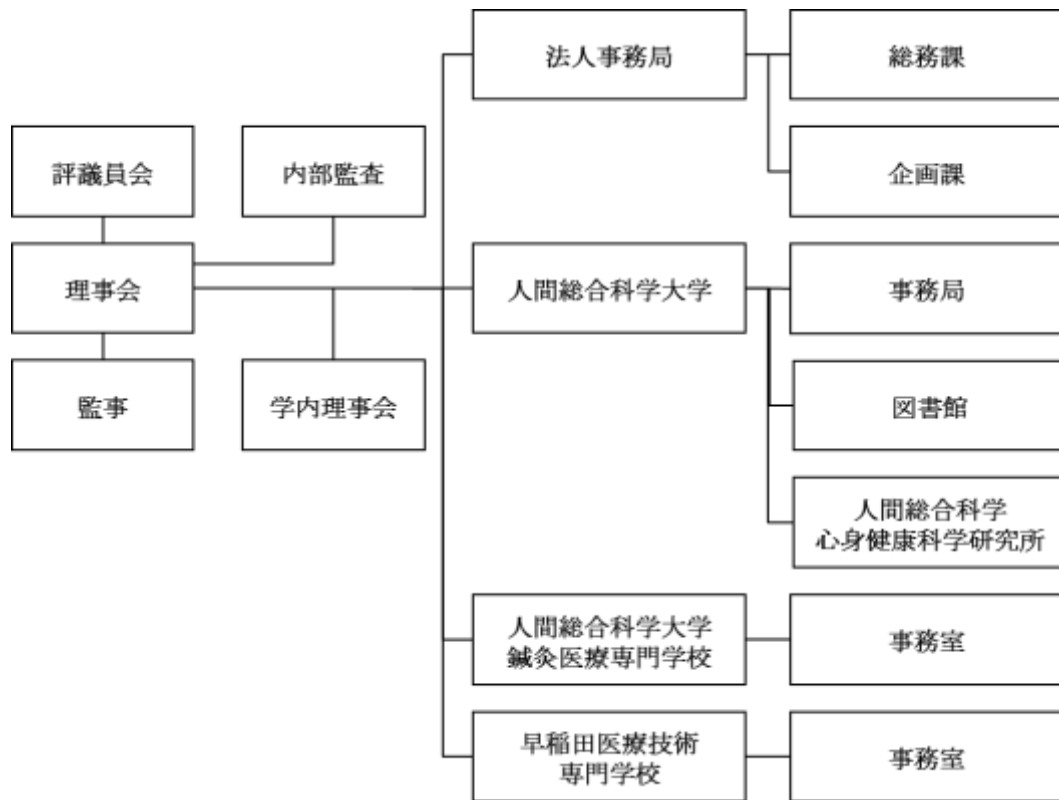 法人事務局
総務課
評議員会
内部監査
企画課
理事会
人間総合科学大学
事務局
監事
学内理事会
図書館
人間総合科学
心身健康科学研究所
人間総合科学大学
鍼灸医療専門学校
事務室
早稲田医療技術
専門学校
事務室